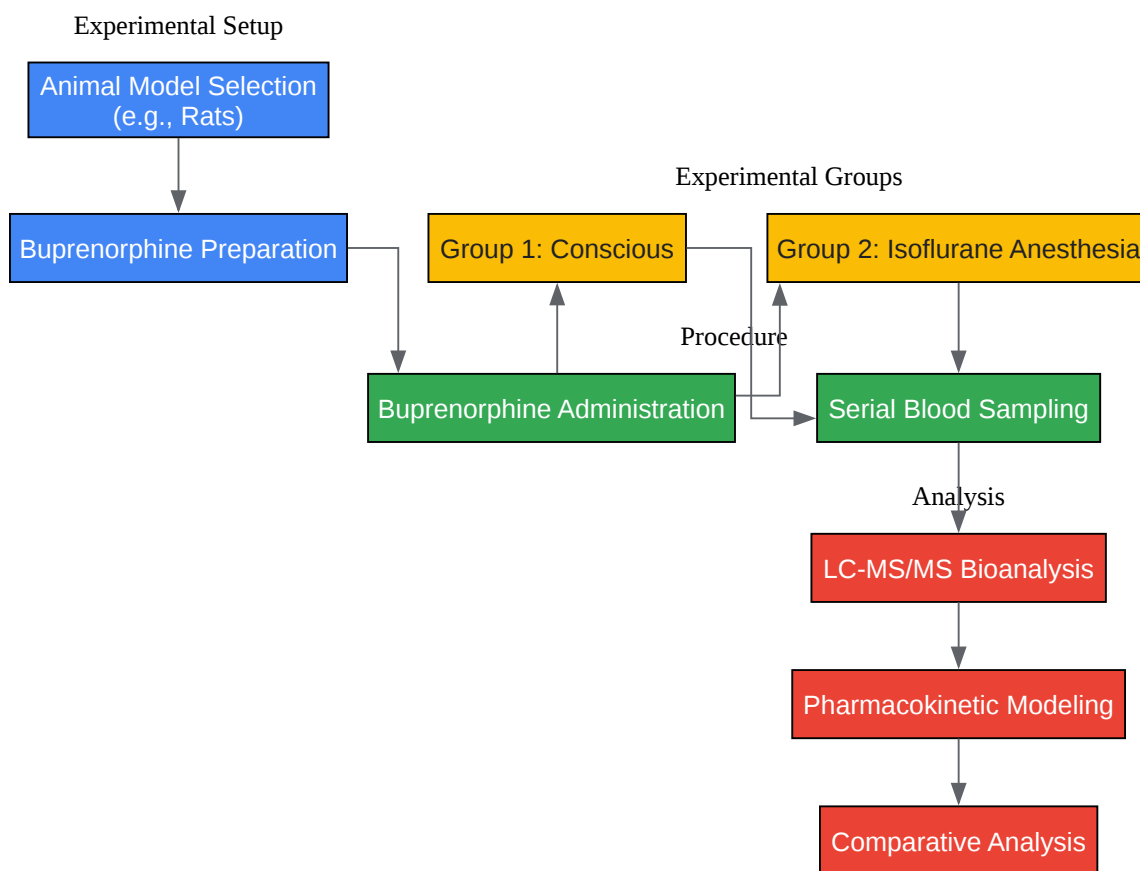 Experimental Setup
Animal Model Selection
(e.g., Rats)
Experimental Groups
Buprenorphine Preparation
Group 1: Conscious
Group 2: Isoflurane Anesthesia
Procedure
Buprenorphine Administration
Serial Blood Sampling
Analysis
LC-MS/MS Bioanalysis
Pharmacokinetic Modeling
Comparative Analysis